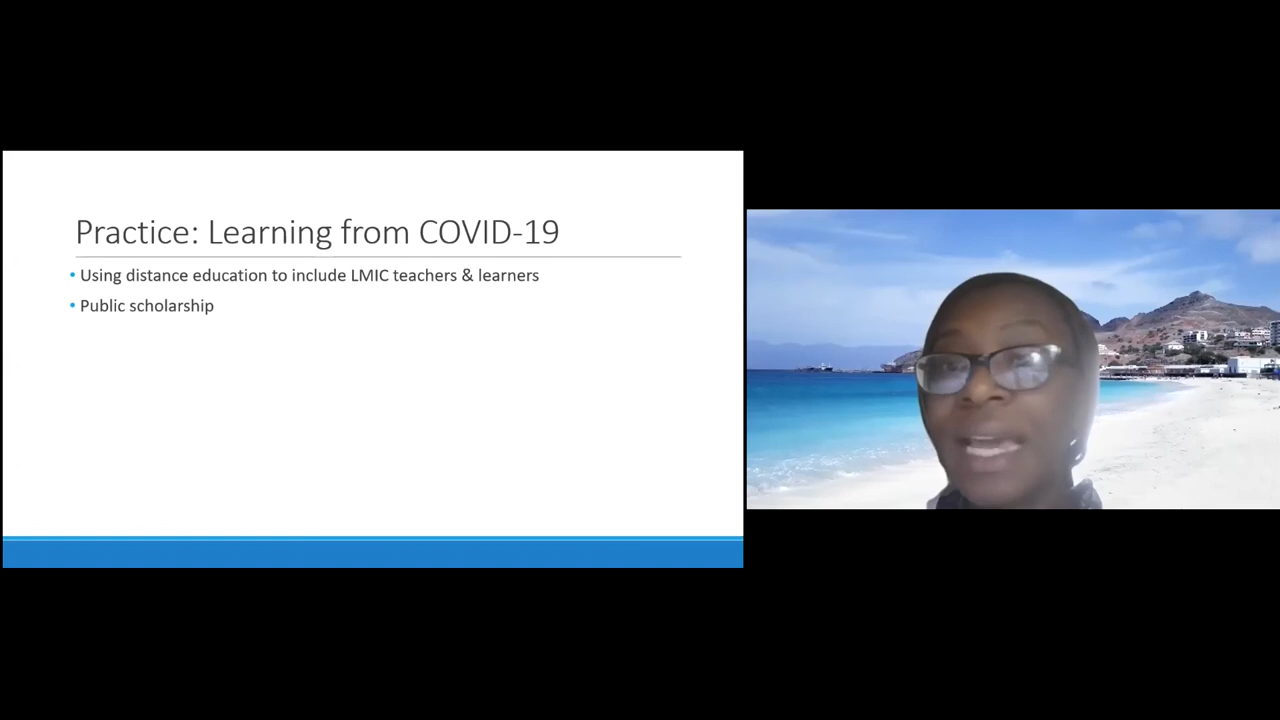 Practice: Learning from COVID-19
• Using distance education to include LMIC teachers & learners
• Public scholarship